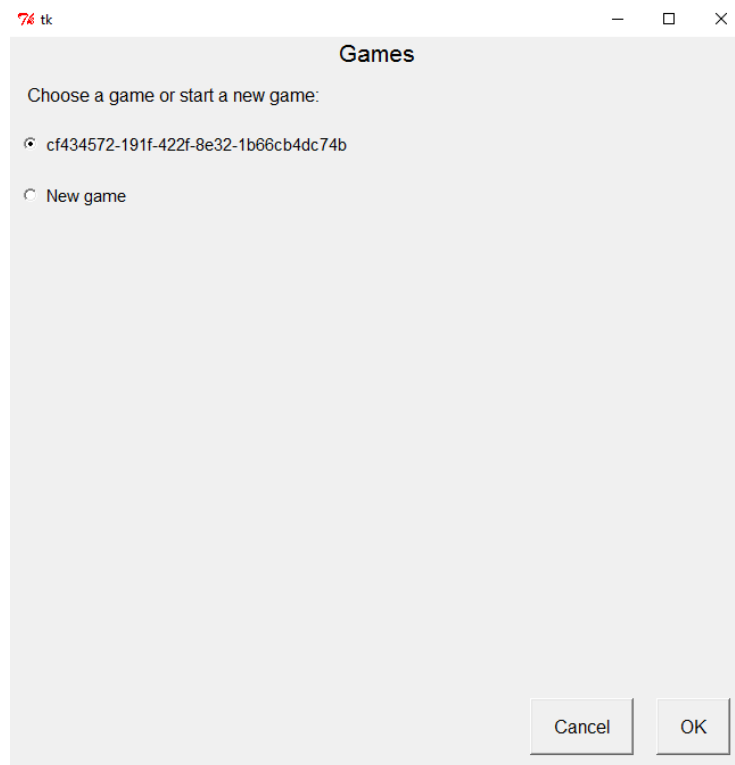 tk
Games
Choose a game or start a new game:
cf434572-191f-422f-8e32-1b66cb4dc74b
New game
Cancel OK